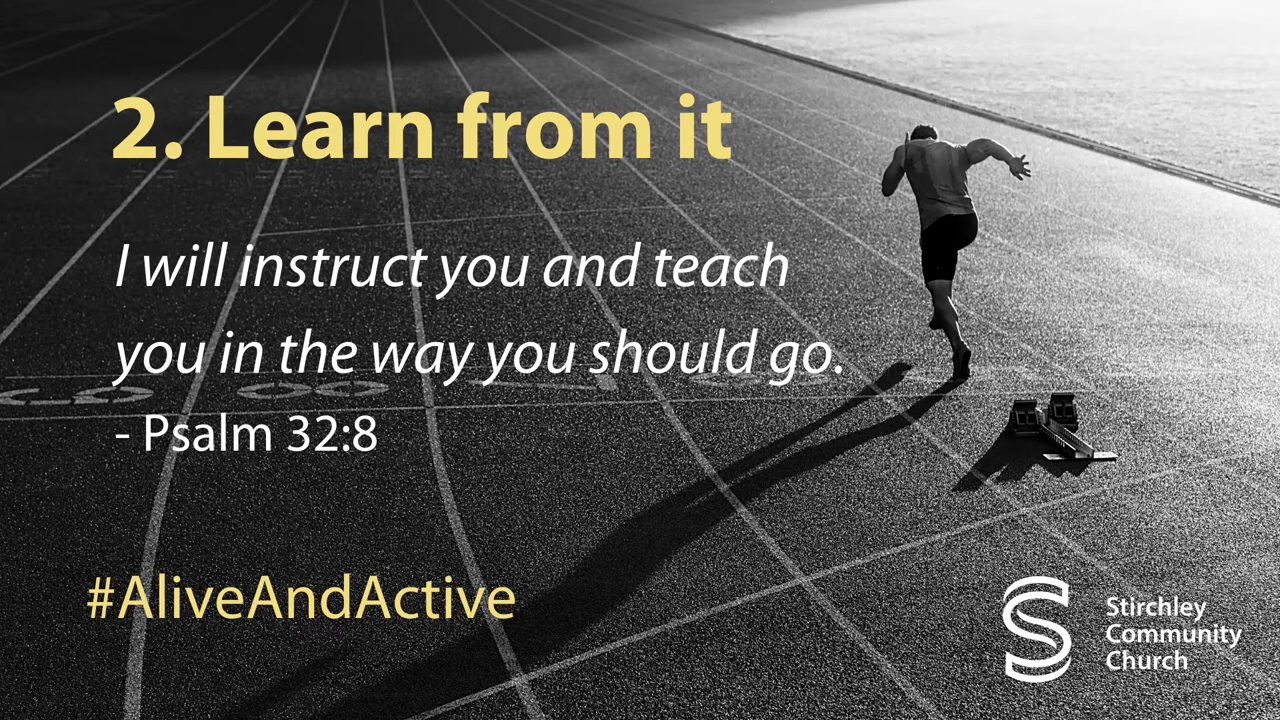 2. Learn from it
I will instruct you and teach
you in the way you should go.
- Psalm 32:8
#AliveAndActive
Stirchley
Community
Church